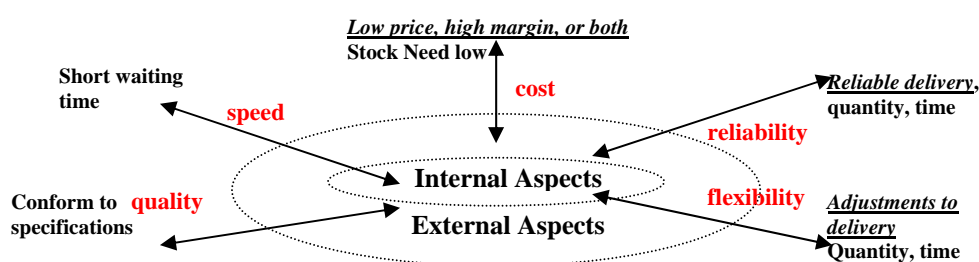 Low price, high margin, or both
Stock Need low
Short waiting
time
speed
cost
Reliable delivery,
quantity, time
reliability
Internal Aspects
Conform to
specifications
quality
flexibility
External Aspects
Adjustments to
delivery
Quantity, time